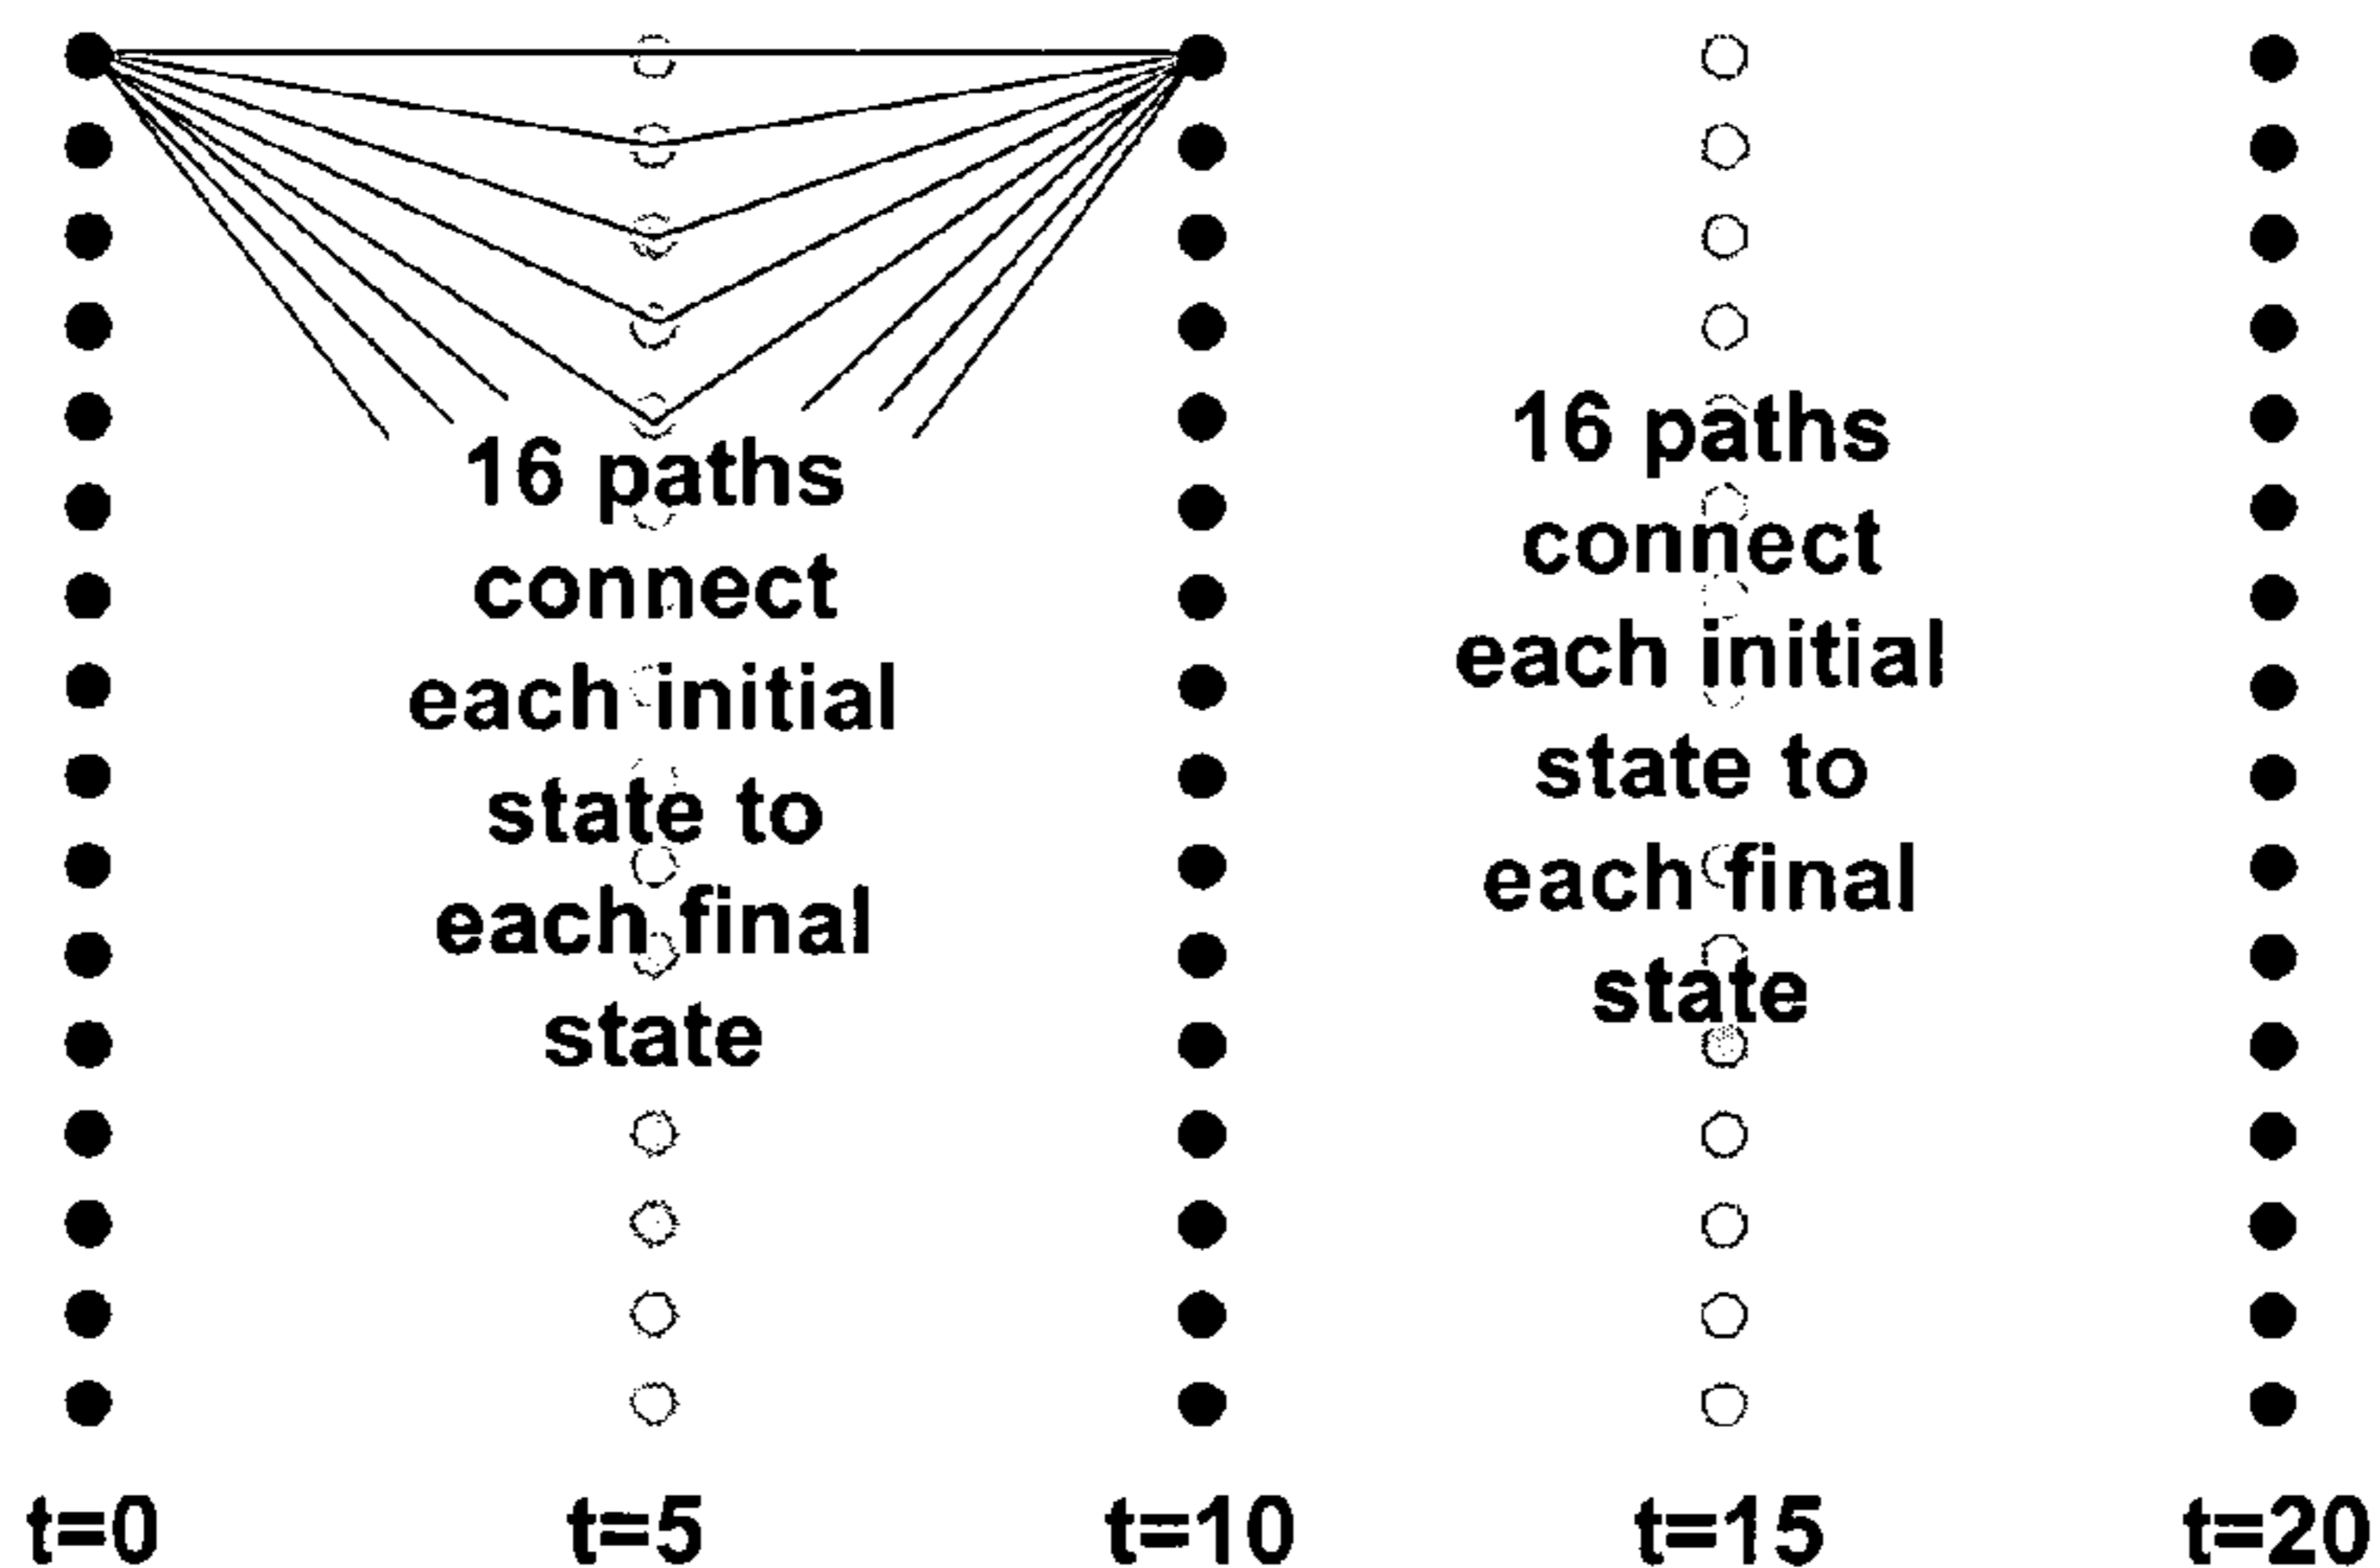 16 paths
connect
each initial
state to
each final
state
16 paths
connect
each initial
state to
each final
state
t=0
t=5
t=10
t=15
t=20